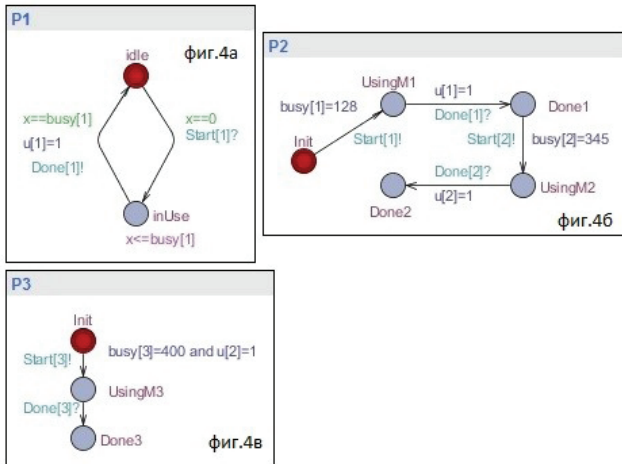 P1
idle
фиг.4а
x==busy[1]
x==0
u[1]=1
Start[1]?
Done[1]!
inUse
x<=busy[1]
P2
UsingM1
u[1]=1
busy[1]=128
Done[1]?
Done1
Init
Start[1]!
Start[2]!
busy[2]=345
Done[2]?
UsingM2
Done2
u[2]=1
фиг.4б
P3
Init
Start[3]!
busy[3]=400 and u[2]=1
UsingM3
Done[3]?
Done3
фиг.4в